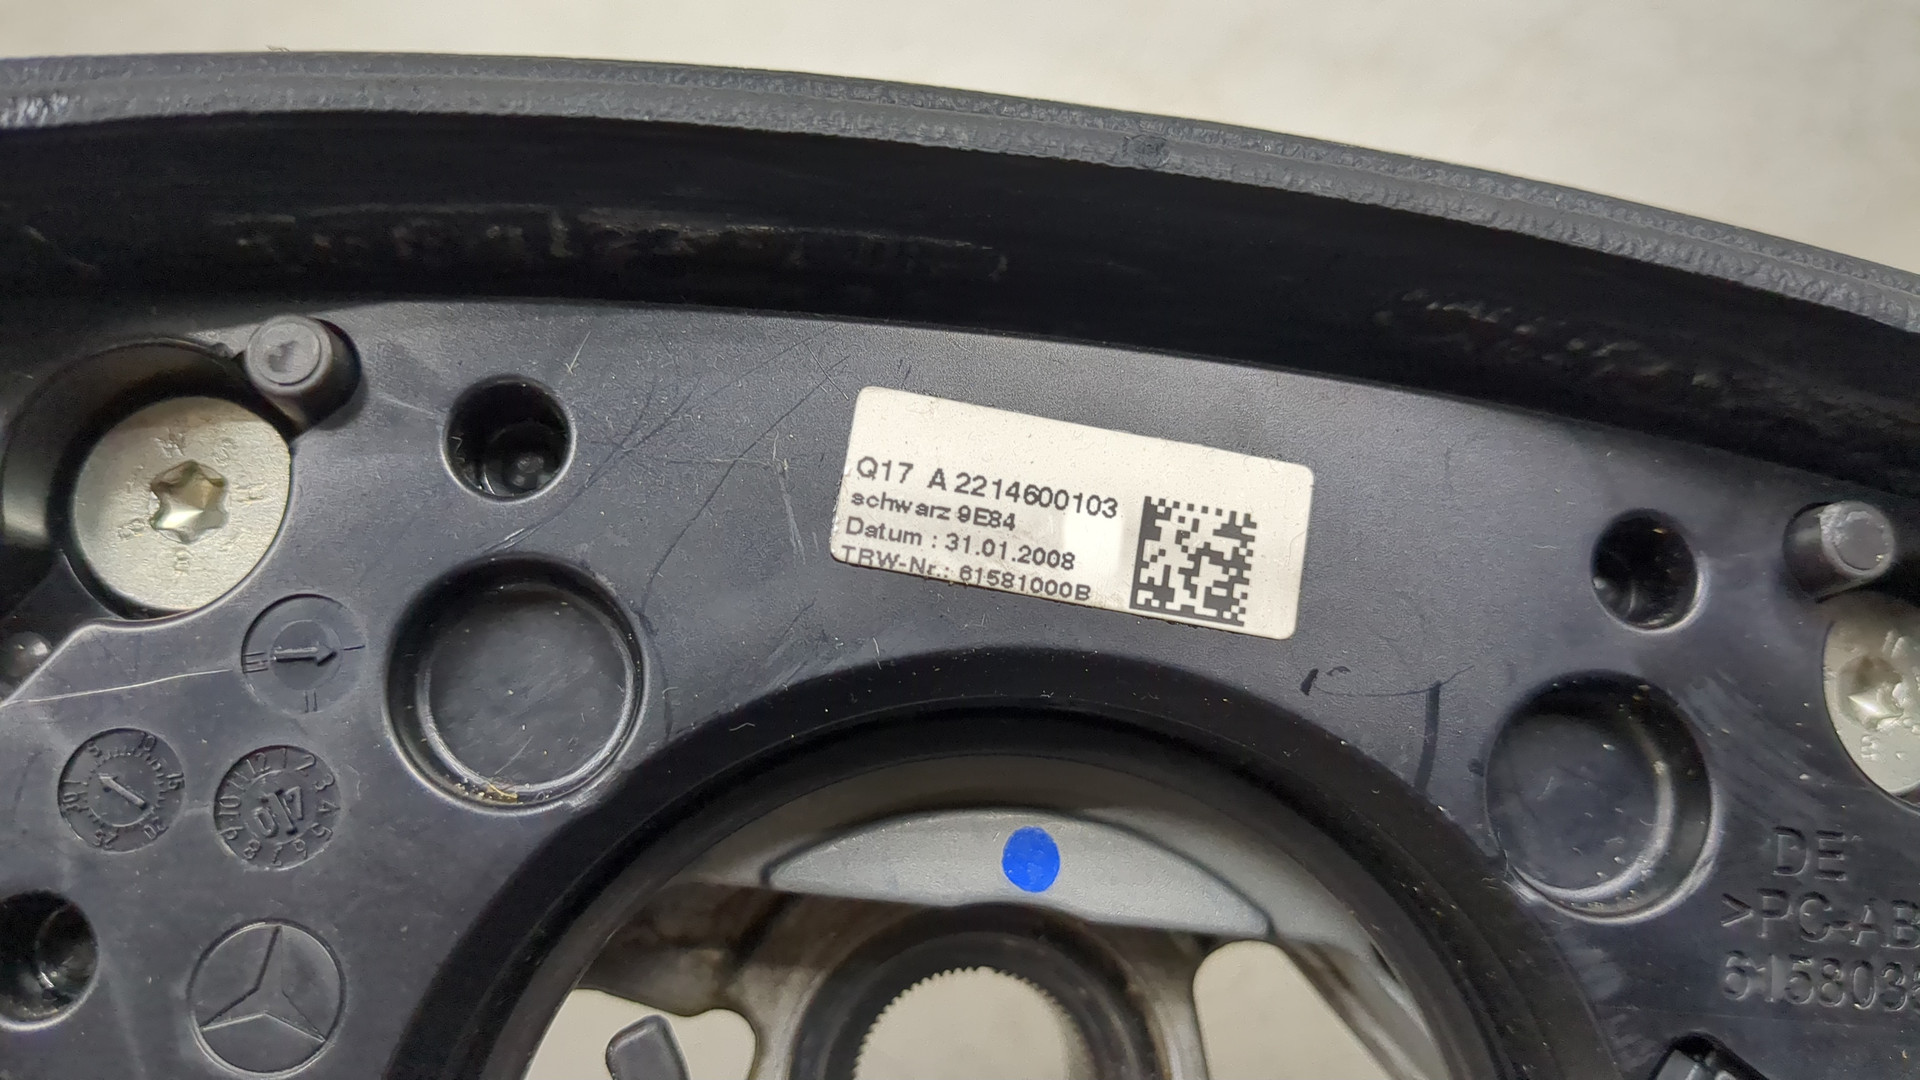 Q17 A 2214600103
schwarz 9E84
Datum : 31.01.2008
TRW-Nr.: 61581000B
DE
>PC-AB